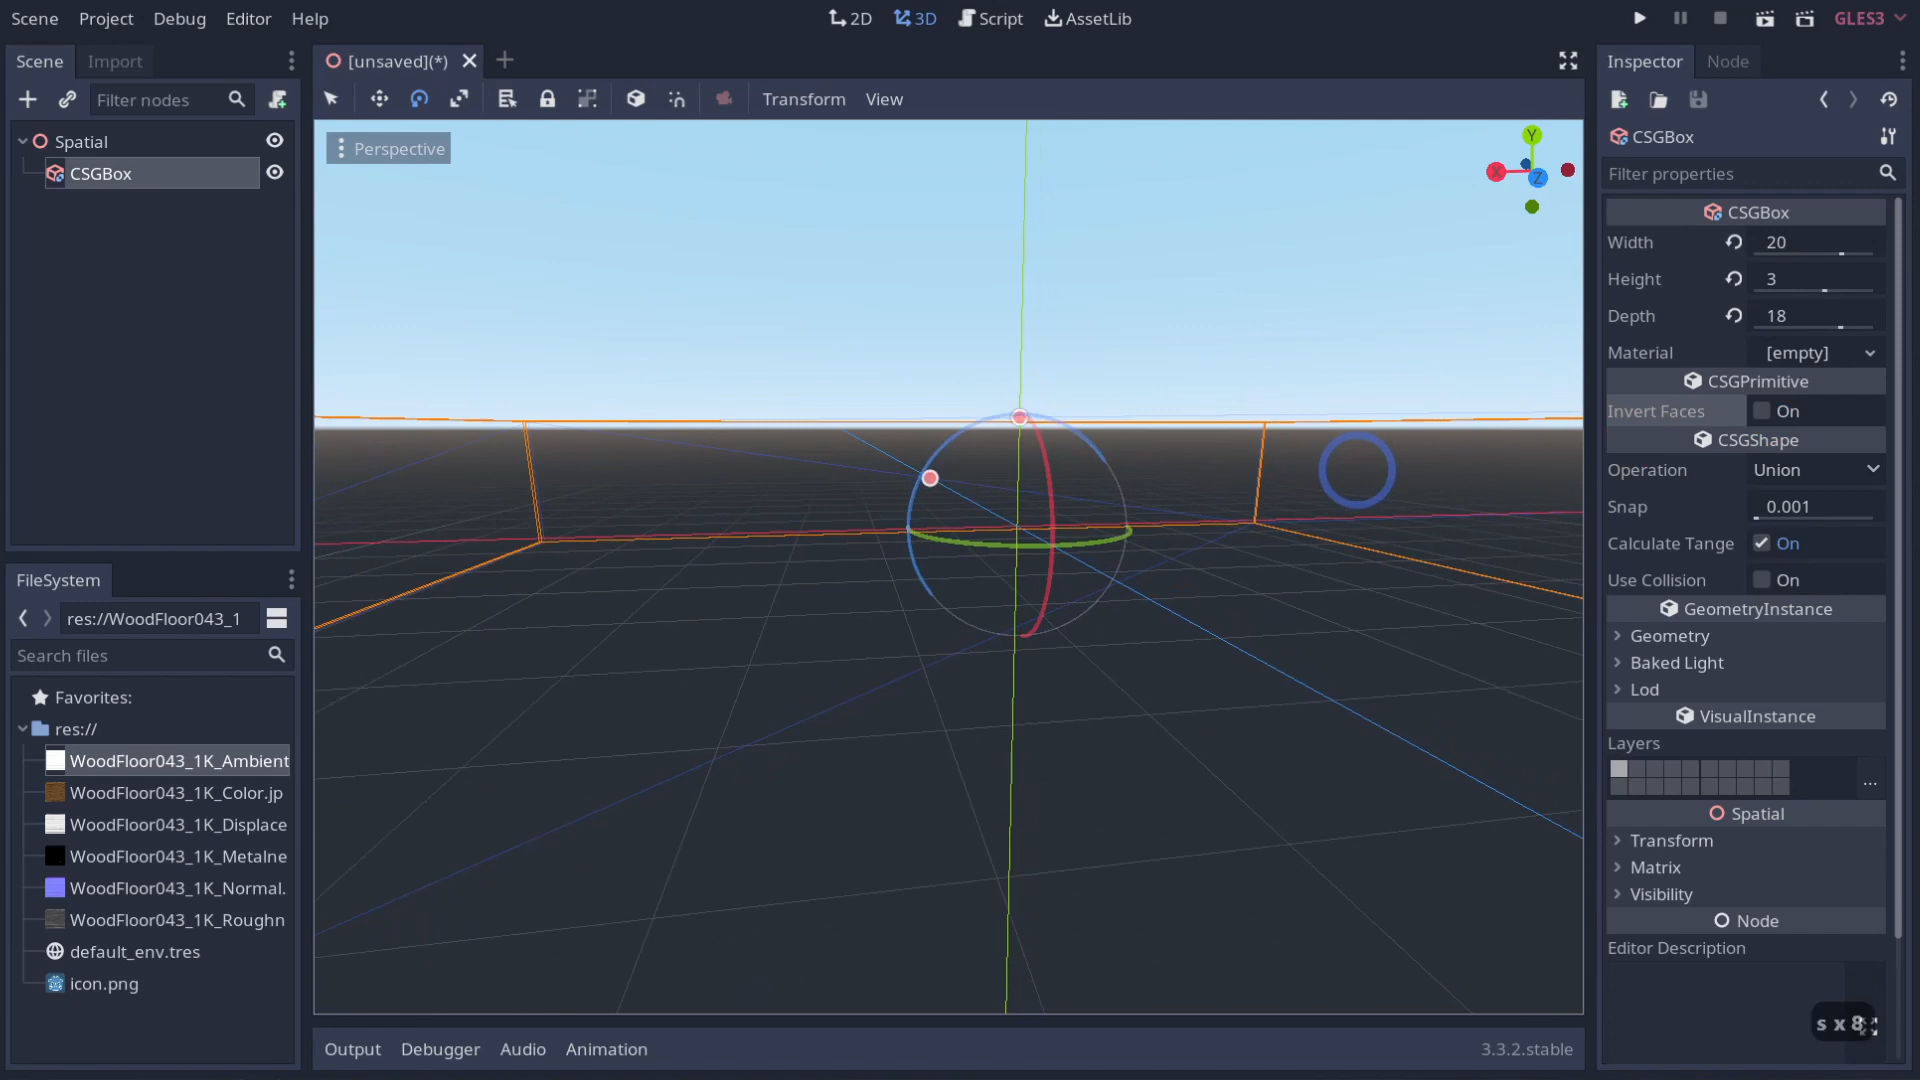 Scene Project Debug Editor Help
2D 3D Script AssetLib
GLES3
Scene Import
[unsaved](*)
Inspector Node
Filter nodes
Transform View
Spatial
CSGBox
Perspective
Y
X
Z
CSGBox
Filter properties
CSGBox
Width 20
Height 3
Depth 18
Material [empty]
CSGPrimitive
Invert Faces On
CSGShape
Operation Union
Snap 0.001
Calculate Tange On
Use Collision On
GeometryInstance
Geometry
Baked Light
Lod
VisualInstance
Layers
...
Spatial
Transform
Matrix
Visibility
Node
Editor Description
FileSystem
res://WoodFloor043_1
Search files
Favorites:
res://
WoodFloor043_1K_Ambient
WoodFloor043_1K_Color.jp
WoodFloor043_1K_Displace
WoodFloor043_1K_Metalne
WoodFloor043_1K_Normal.
WoodFloor043_1K_Roughn
default_env.tres
icon.png
Output Debugger Audio Animation
3.3.2.stable
s x 8